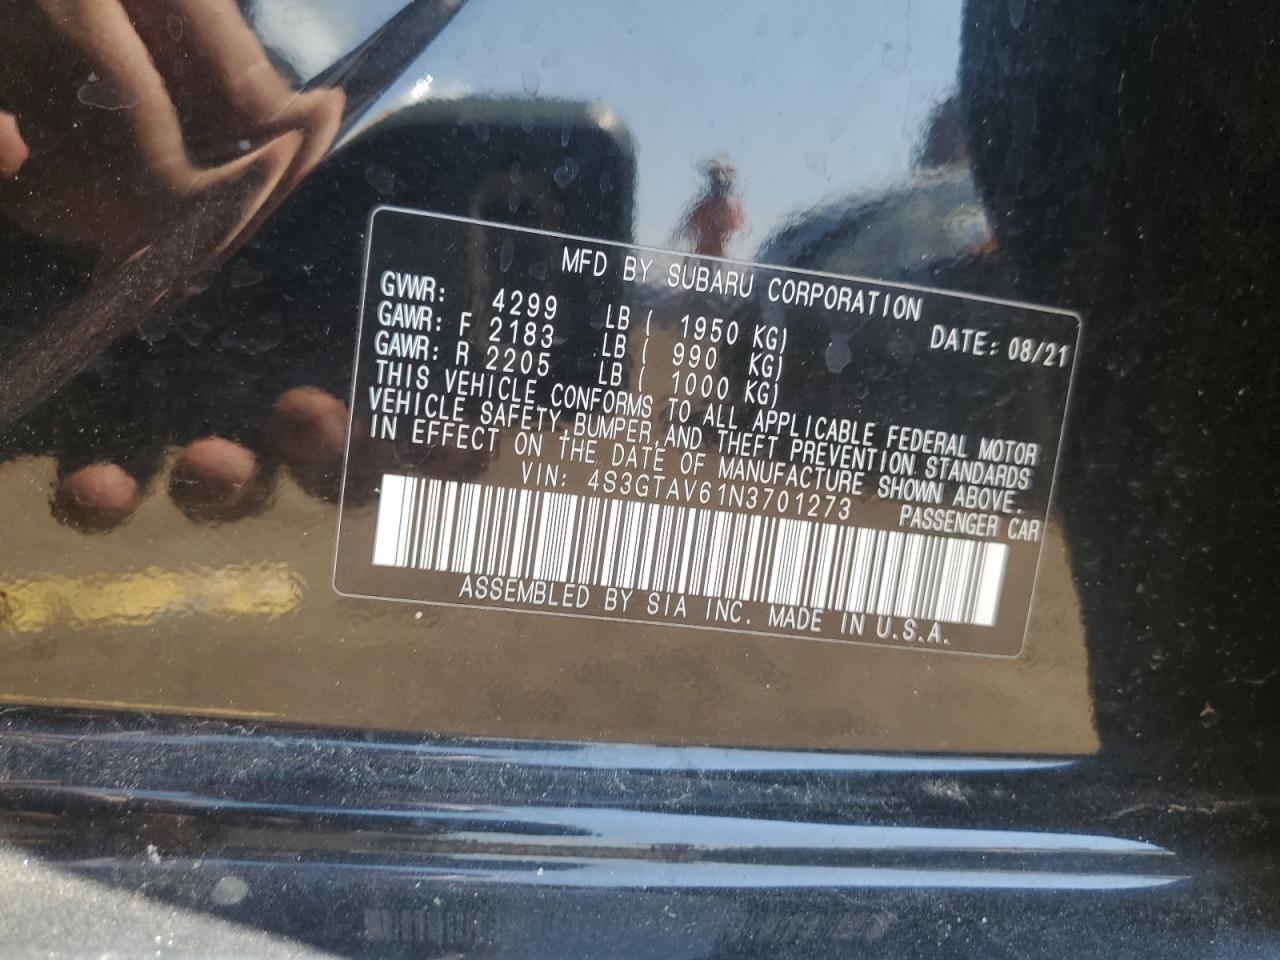 MFD BY SUBARU CORPORATION
GVWR: 4299 LB ( 1950 KG) DATE: 08/21
GAWR: F 2183 LB ( 990 KG)
GAWR: R 2205 LB ( 1000 KG)
THIS VEHICLE CONFORMS TO ALL APPLICABLE FEDERAL MOTOR
VEHICLE SAFETY, BUMPER, AND THEFT PREVENTION STANDARDS
IN EFFECT ON THE DATE OF MANUFACTURE SHOWN ABOVE.
VIN: 4S3GTAV61N3701273 PASSENGER CAR
ASSEMBLED BY SIA INC. MADE IN U.S.A.